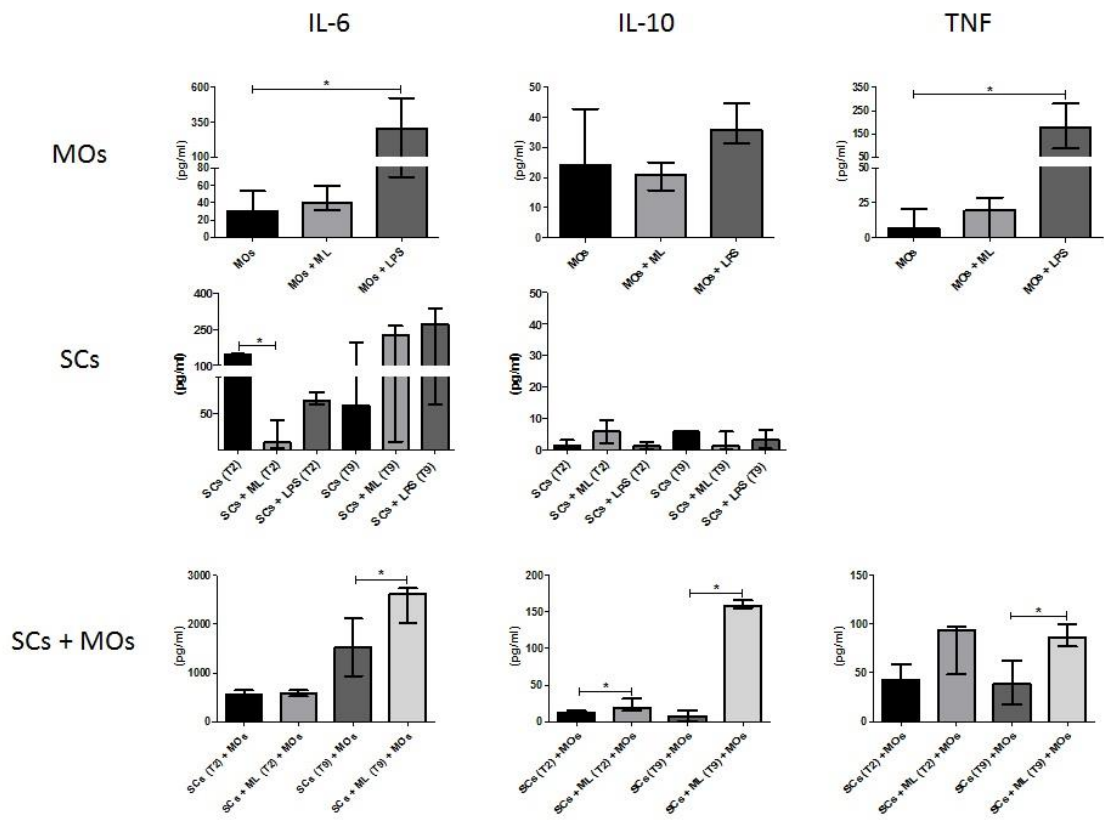 IL-6 IL-10 TNF
MOs
(pg/ml)
600
350
100
80
60
40
20
0
*
MOs
MOs + ML
MOs + LPS
(pg/ml)
50
40
30
20
10
0
MOs
MOs + ML
MOs + LPS
(pg/ml)
350
250
150
50
50
25
0
*
MOs
MOs + ML
MOs + LPS
SCs
(pg/ml)
400
250
100
50
*
SCs (T2)
SCs + ML (T2)
SCs + LPS (T2)
SCs (T9)
SCs + ML (T9)
SCs + LPS (T9)
(pg/ml)
50
40
30
20
10
0
SCs (T2)
SCs + ML (T2)
SCs + LPS (T2)
SCs (T9)
SCs + ML (T9)
SCs + LPS (T9)
SCs + MOs
(pg/ml)
3000
2000
1000
0
*
SCs (T2) + MOs
SCs + ML (T2) + MOs
SCs (T9) + MOs
SCs + ML (T9) + MOs
(pg/ml)
200
150
100
50
0
*
*
SCs (T2) + MOs
SCs + ML (T2) + MOs
SCs (T9) + MOs
SCs + ML (T9) + MOs
(pg/ml)
150
100
50
0
*
SCs (T2) + MOs
SCs + ML (T2) + MOs
SCs (T9) + MOs
SCs + ML (T9) + MOs